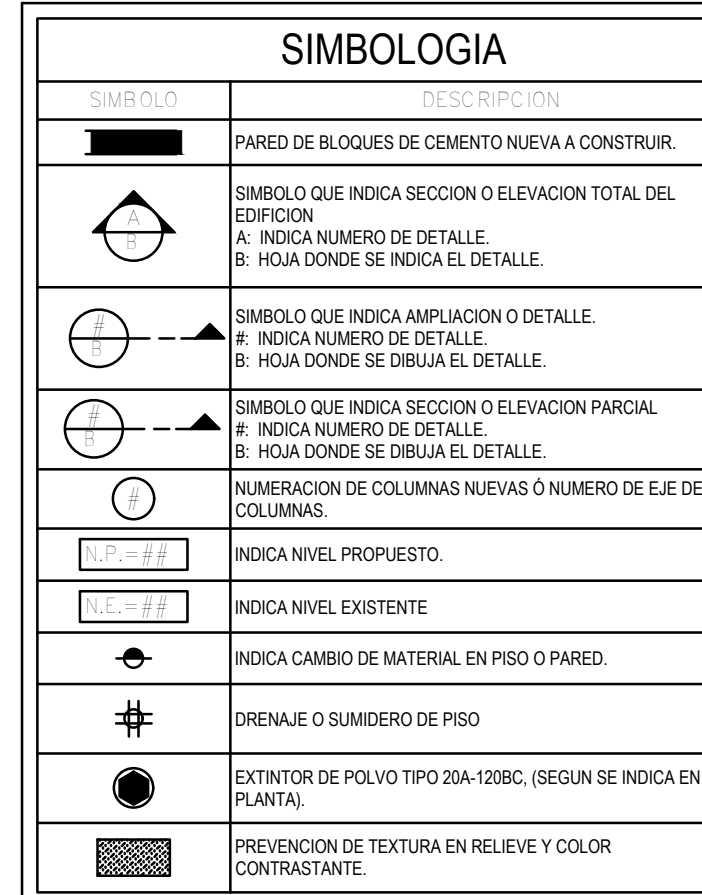 SIMBOLOGIA
SIMBOLO DESCRIPCION
PARED DE BLOQUES DE CEMENTO NUEVA A CONSTRUIR.
A
B
SIMBOLO QUE INDICA SECCION O ELEVACION TOTAL DEL
EDIFICION
A: INDICA NUMERO DE DETALLE.
B: HOJA DONDE SE INDICA EL DETALLE.
#
B
SIMBOLO QUE INDICA AMPLIACION O DETALLE.
#: INDICA NUMERO DE DETALLE.
B: HOJA DONDE SE DIBUJA EL DETALLE.
#
B
SIMBOLO QUE INDICA SECCION O ELEVACION PARCIAL
#: INDICA NUMERO DE DETALLE.
B: HOJA DONDE SE DIBUJA EL DETALLE.
#
NUMERACION DE COLUMNAS NUEVAS Ó NUMERO DE EJE DE
COLUMNAS.
N.P.=##
INDICA NIVEL PROPUESTO.
N.E.=##
INDICA NIVEL EXISTENTE
INDICA CAMBIO DE MATERIAL EN PISO O PARED.
DRENAJE O SUMIDERO DE PISO
EXTINTOR DE POLVO TIPO 20A-120BC, (SEGUN SE INDICA EN
PLANTA).
PREVENCION DE TEXTURA EN RELIEVE Y COLOR
CONTRASTANTE.